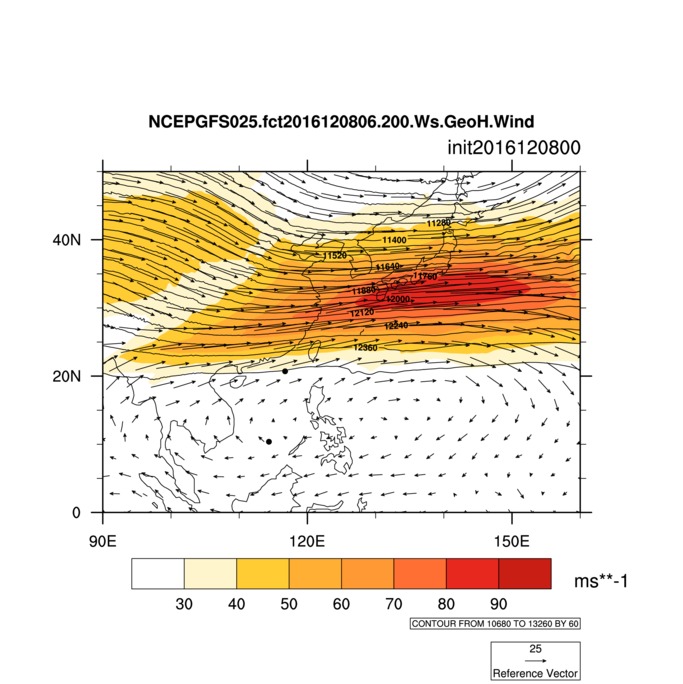 NCEPGFS025.fct2016120806.200.Ws.GeoH.Wind
init2016120800
40N
20N
0
11280
11400
11520
11640
11760
11880
12000
12120
12240
12360
90E 120E 150E
30 40 50 60 70 80 90
ms**-1
CONTOUR FROM 10680 TO 13260 BY 60
25
Reference Vector